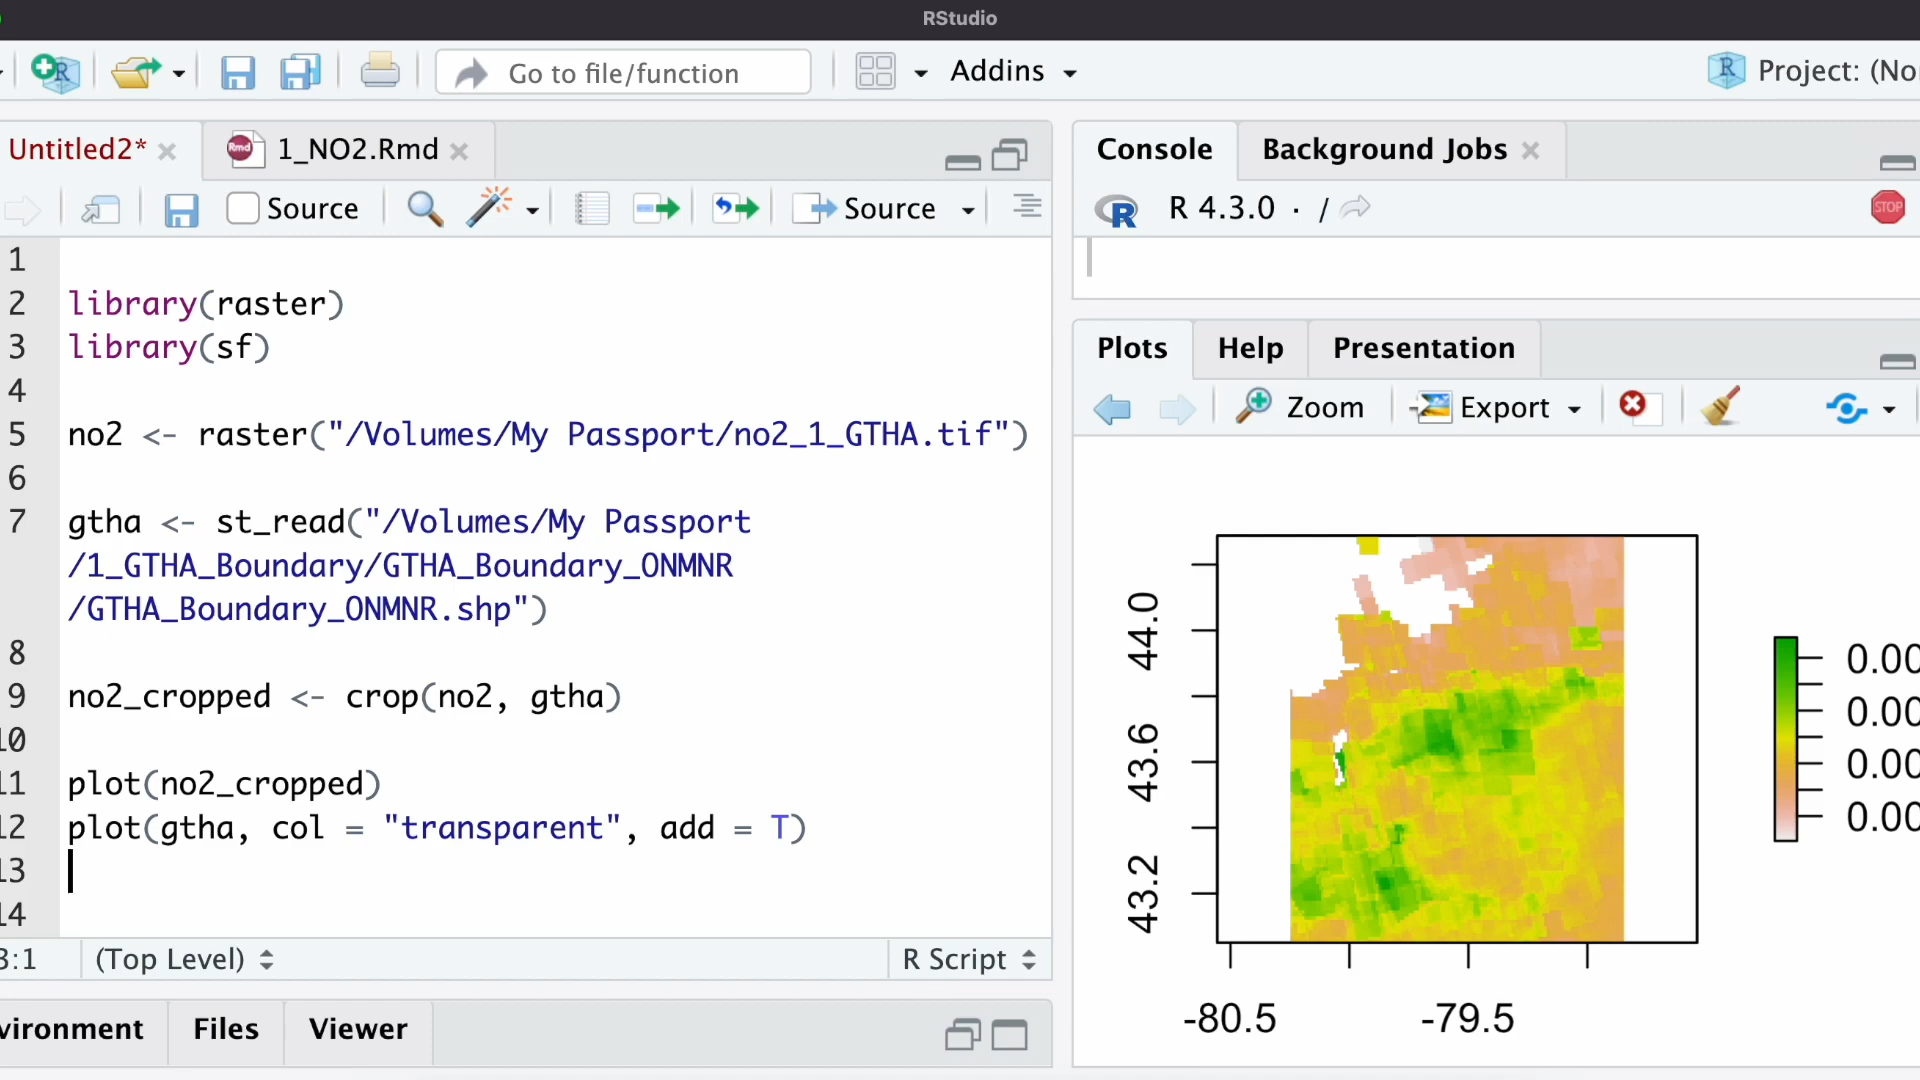 RStudio
Go to file/function
Addins
Project: (No
Untitled2*
1_NO2.Rmd
Source
Source
1
2 library(raster)
3 library(sf)
4
5 no2 <- raster("/Volumes/My Passport/no2_1_GTHA.tif")
6
7 gtha <- st_read("/Volumes/My Passport
/1_GTHA_Boundary/GTHA_Boundary_ONMNR
/GTHA_Boundary_ONMNR.shp")
8
9 no2_cropped <- crop(no2, gtha)
10
11 plot(no2_cropped)
12 plot(gtha, col = "transparent", add = T)
13
14
3:1
(Top Level)
R Script
vironment
Files
Viewer
Console
Background Jobs
R 4.3.0 · /
STOP
Plots
Help
Presentation
Zoom
Export
44.0
43.6
43.2
-80.5
-79.5
0.00
0.00
0.00
0.00